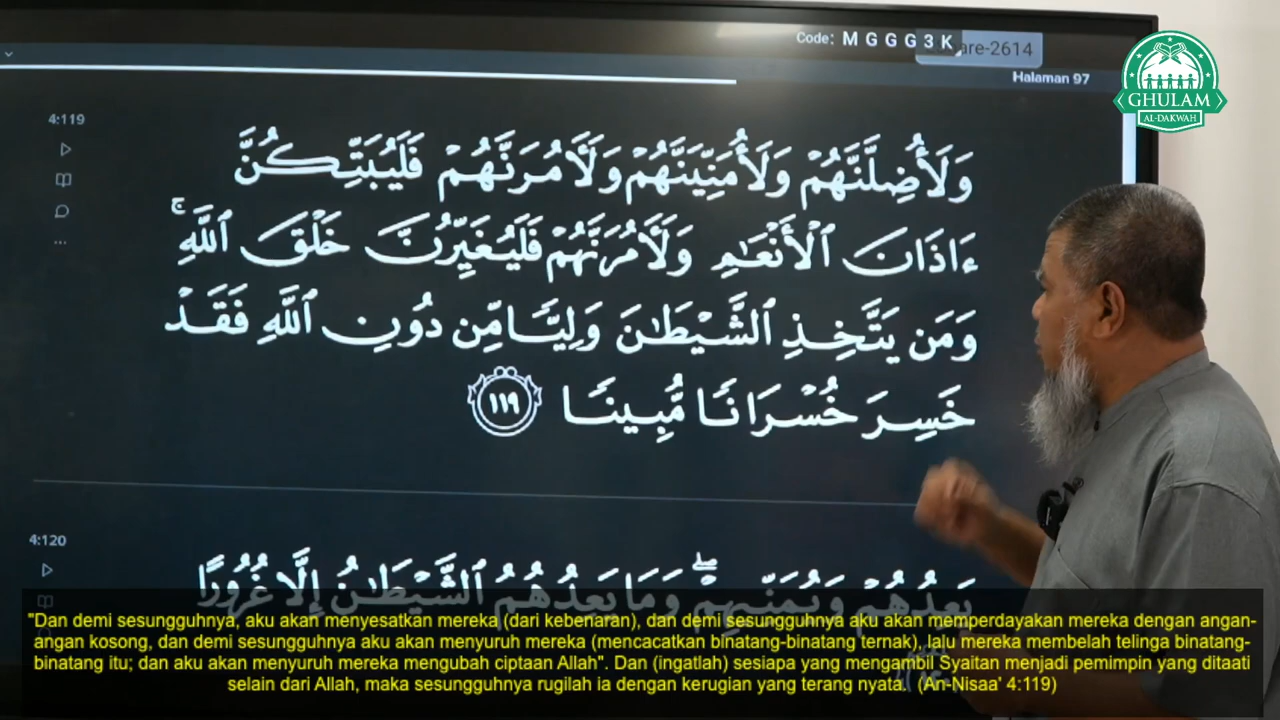 Code: M G G G 3 K
are-2614
Halaman 97
GHULAM
AL-DAKWAH
4:119
وَلَأُضِلَّنَّهُمْ وَلَأُمَنِّيَنَّهُمْ وَلَءَامُرَنَّهُمْ فَلَيُبَتِّكُنَّ
ءَاذَانَ ٱلْأَنْعَـٰمِ وَلَءَامُرَنَّهُمْ فَلَيُغَيِّرُنَّ خَلْقَ ٱللَّهِ ۚ
وَمَن يَتَّخِذِ ٱلشَّيْطَـٰنَ وَلِيًّا مِّن دُونِ ٱللَّهِ فَقَدْ
خَسِرَ خُسْرَانًا مُّبِينًا ١١٩
4:120
يَعِدُهُمْ وَيُمَنِّيهِمْ ۖ وَمَا يَعِدُهُمُ ٱلشَّيْطَـٰنُ إِلَّا غُرُورًا
"Dan demi sesungguhnya, aku akan menyesatkan mereka (dari kebenaran), dan demi sesungguhnya aku akan memperdayakan mereka dengan angan-
angan kosong, dan demi sesungguhnya aku akan menyuruh mereka (mencacatkan binatang-binatang ternak), lalu mereka membelah telinga binatang-
binatang itu; dan aku akan menyuruh mereka mengubah ciptaan Allah". Dan (ingatlah) sesiapa yang mengambil Syaitan menjadi pemimpin yang ditaati
selain dari Allah, maka sesungguhnya rugilah ia dengan kerugian yang terang nyata. (An-Nisaa' 4:119)